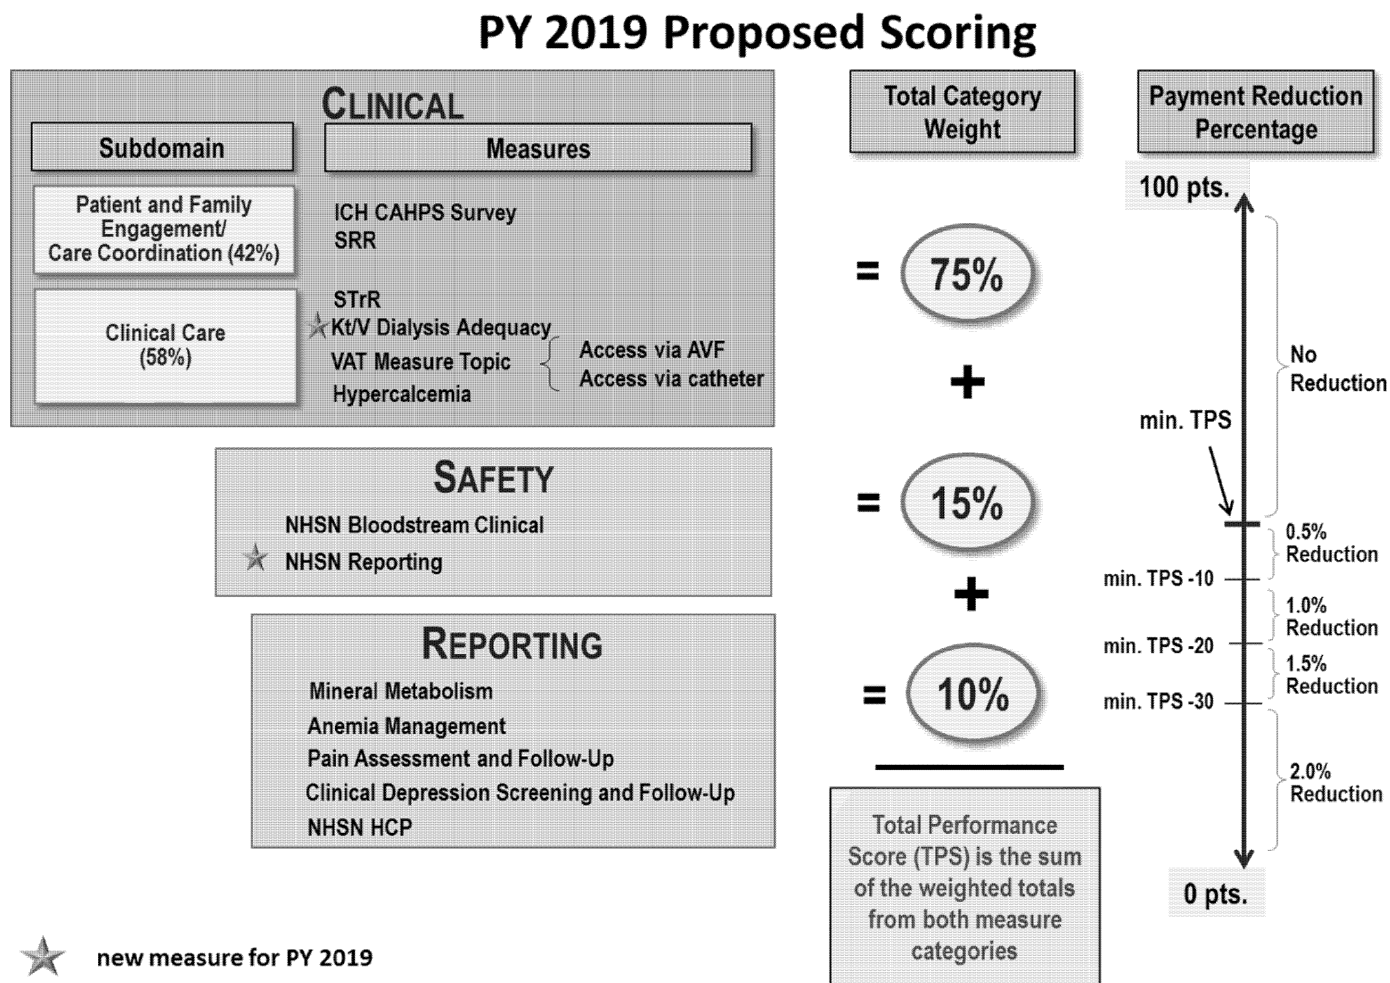 PY 2019 Proposed Scoring
CLINICAL
Subdomain
Measures
Patient and Family
Engagement/
Care Coordination (42%)
ICH CAHPS Survey
SRR
Clinical Care
(58%)
STrR
Kt/V Dialysis Adequacy
VAT Measure Topic
Access via AVF
Access via catheter
Hypercalcemia
SAFETY
NHSN Bloodstream Clinical
NHSN Reporting
REPORTING
Mineral Metabolism
Anemia Management
Pain Assessment and Follow-Up
Clinical Depression Screening and Follow-Up
NHSN HCP
new measure for PY 2019
Total Category
Weight
= 75%
+
= 15%
+
= 10%
Total Performance
Score (TPS) is the sum
of the weighted totals
from both measure
categories
Payment Reduction
Percentage
100 pts.
No
Reduction
min. TPS
0.5%
Reduction
min. TPS -10
1.0%
Reduction
min. TPS -20
1.5%
Reduction
min. TPS -30
2.0%
Reduction
0 pts.